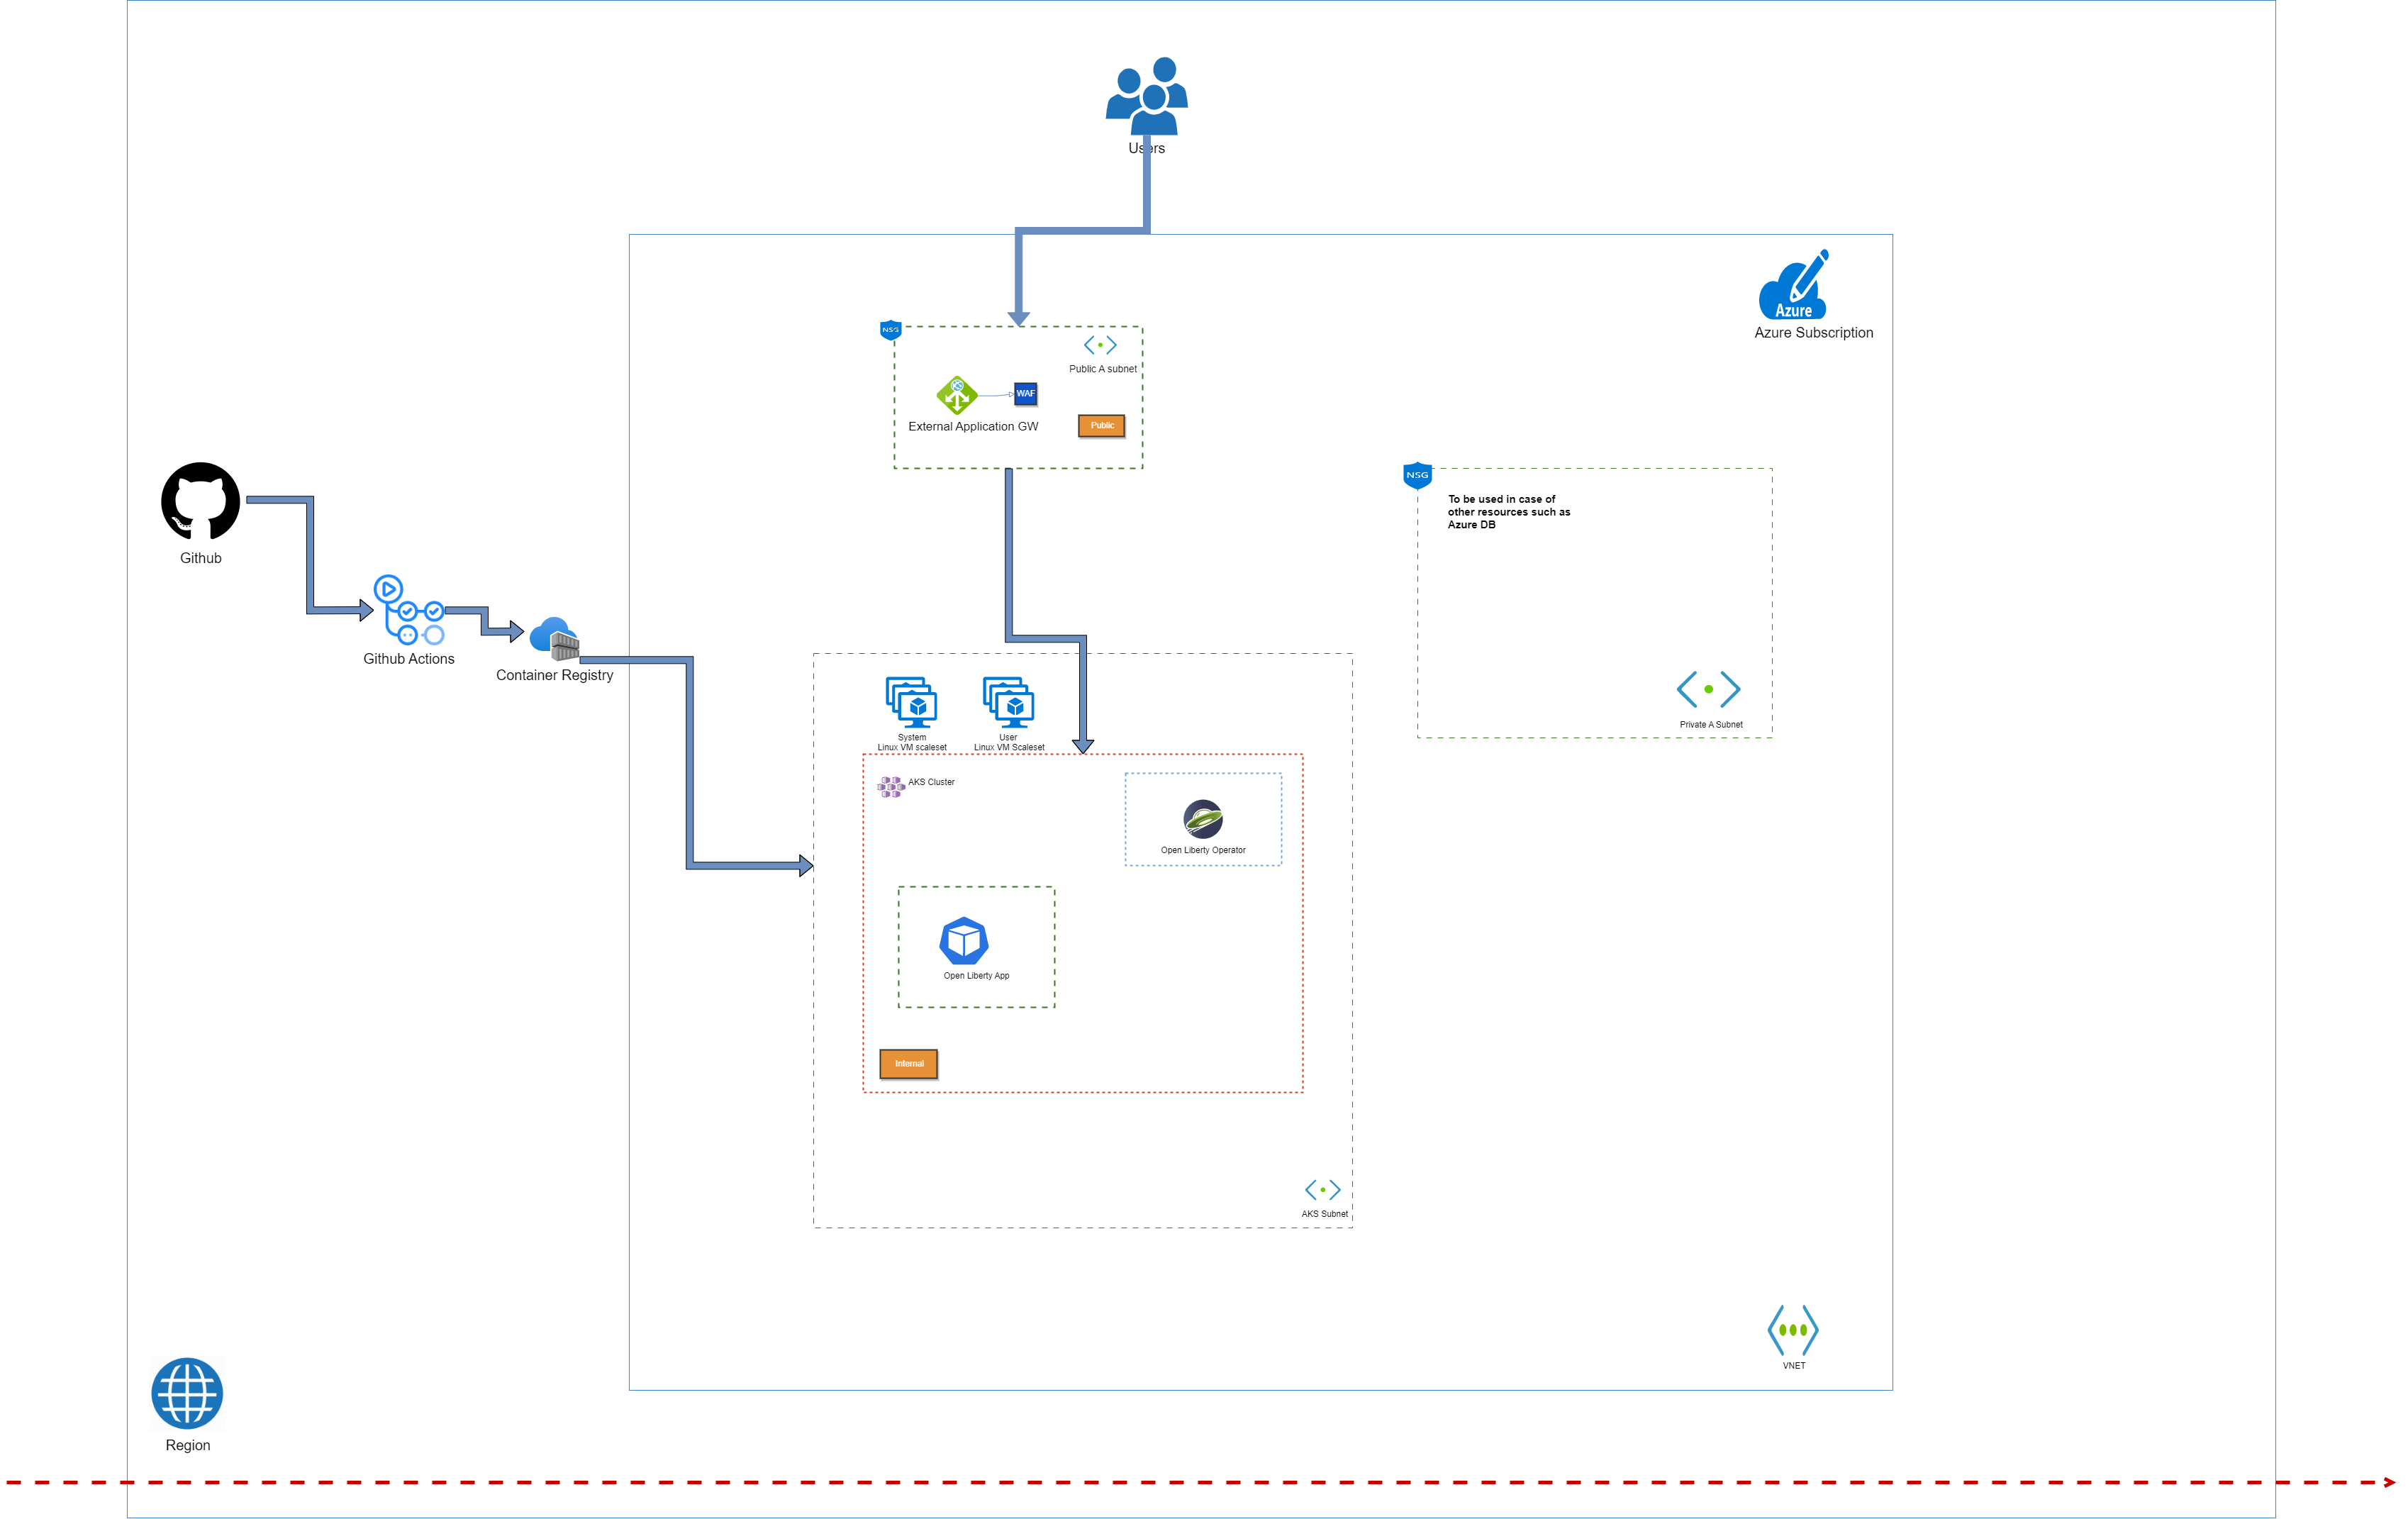 Users
Azure
Azure Subscription
NSG
Public A subnet
WAF
External Application GW
Public
NSG
To be used in case of
other resources such as
Azure DB
Github
Github Actions
Container Registry
Private A Subnet
System
Linux VM scaleset
User
Linux VM Scaleset
AKS Cluster
Open Liberty Operator
Open Liberty App
Internal
AKS Subnet
VNET
Region